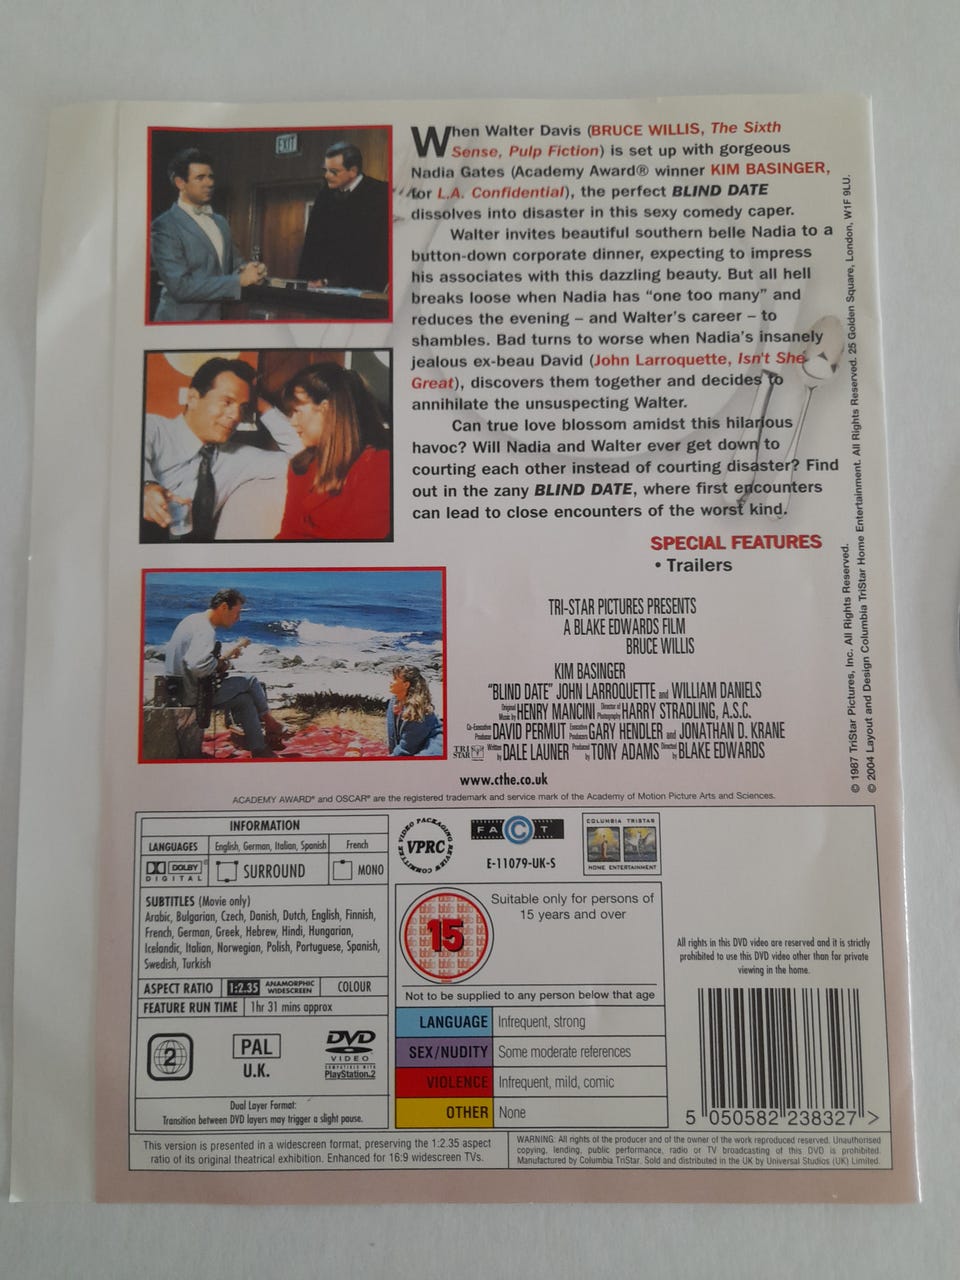 EXIT
When Walter Davis (BRUCE WILLIS, The Sixth
Sense, Pulp Fiction) is set up with gorgeous
Nadia Gates (Academy Award® winner KIM BASINGER,
for L.A. Confidential), the perfect BLIND DATE
dissolves into disaster in this sexy comedy caper.
Walter invites beautiful southern belle Nadia to a
button-down corporate dinner, expecting to impress
his associates with this dazzling beauty. But all hell
breaks loose when Nadia has “one too many” and
reduces the evening – and Walter's career – to
shambles. Bad turns to worse when Nadia's insanely
jealous ex-beau David (John Larroquette, Isn't She
Great), discovers them together and decides to
annihilate the unsuspecting Walter.
Can true love blossom amidst this hilarious
havoc? Will Nadia and Walter ever get down to
courting each other instead of courting disaster? Find
out in the zany BLIND DATE, where first encounters
can lead to close encounters of the worst kind.
SPECIAL FEATURES
• Trailers
TRI-STAR PICTURES PRESENTS
A BLAKE EDWARDS FILM
BRUCE WILLIS
KIM BASINGER
“BLIND DATE” JOHN LARROQUETTE and WILLIAM DANIELS
Original Music by HENRY MANCINI Director of Photography HARRY STRADLING, A.S.C.
Co-Executive Producer DAVID PERMUT Executive Producers GARY HENDLER and JONATHAN D. KRANE
TRI STAR Written by DALE LAUNER Produced by TONY ADAMS Directed by BLAKE EDWARDS
www.cthe.co.uk
ACADEMY AWARD® and OSCAR® are the registered trademark and service mark of the Academy of Motion Picture Arts and Sciences.
© 1987 TriStar Pictures, Inc. All Rights Reserved.
© 2004 Layout and Design Columbia TriStar Home Entertainment. All Rights Reserved. 25 Golden Square, London, W1F 9LU.
INFORMATION
LANGUAGES English, German, Italian, Spanish French
DOLBY DIGITAL SURROUND MONO
SUBTITLES (Movie only)
Arabic, Bulgarian, Czech, Danish, Dutch, English, Finnish,
French, German, Greek, Hebrew, Hindi, Hungarian,
Icelandic, Italian, Norwegian, Polish, Portuguese, Spanish,
Swedish, Turkish
ASPECT RATIO 1:2.35 ANAMORPHIC WIDESCREEN COLOUR
FEATURE RUN TIME 1hr 31 mins approx
2 PAL U.K. DVD VIDEO COMPATIBLE WITH PlayStation.2
Dual Layer Format:
Transition between DVD layers may trigger a slight pause.
VIDEO PACKAGING REVIEW COMMITTEE VPRC
FACT
E-11079-UK-S
COLUMBIA TRISTAR
HOME ENTERTAINMENT
15
Suitable only for persons of
15 years and over
Not to be supplied to any person below that age
LANGUAGE Infrequent, strong
SEX/NUDITY Some moderate references
VIOLENCE Infrequent, mild, comic
OTHER None
All rights in this DVD video are reserved and it is strictly
prohibited to use this DVD video other than for private
viewing in the home.
5 050582 238327 >
This version is presented in a widescreen format, preserving the 1:2.35 aspect
ratio of its original theatrical exhibition. Enhanced for 16:9 widescreen TVs.
WARNING: All rights of the producer and of the owner of the work reproduced reserved. Unauthorised
copying, lending, public performance, radio or TV broadcasting of this DVD is prohibited.
Manufactured by Columbia TriStar. Sold and distributed in the UK by Universal Studios (UK) Limited.